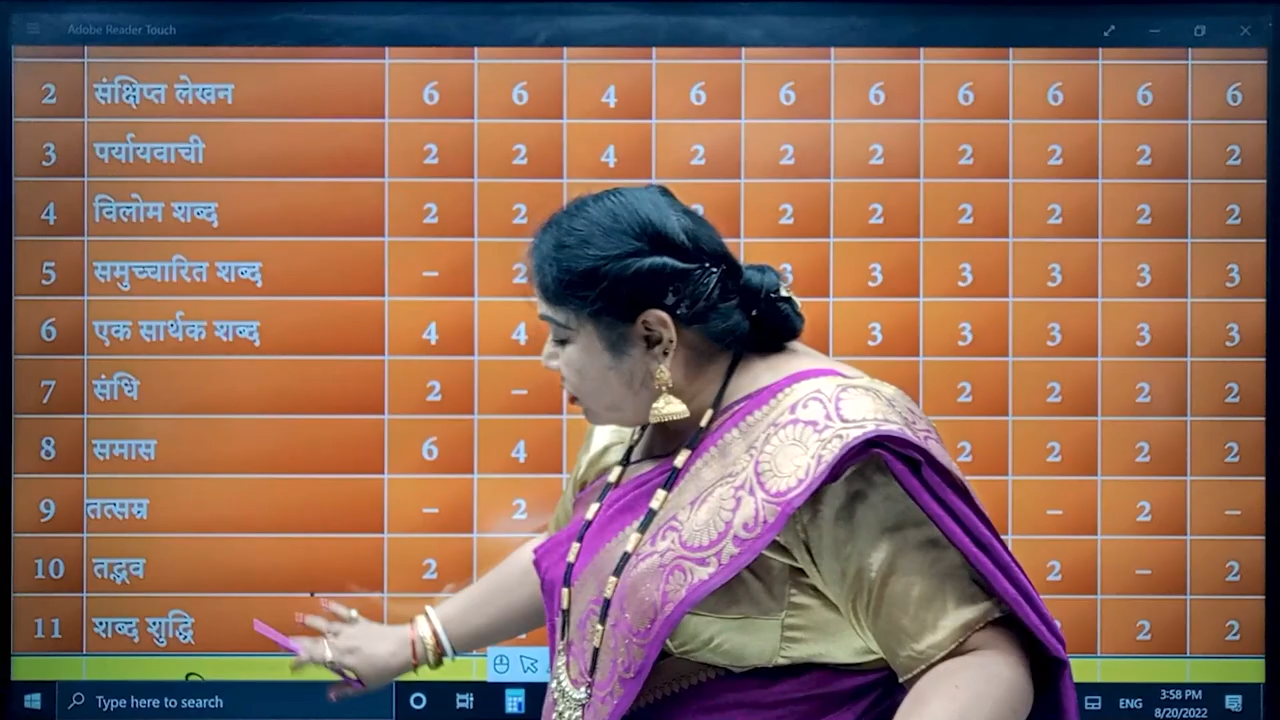 Adobe Reader Touch
2 संक्षिप्त लेखन 6 6 4 6 6 6 6 6 6 6
3 पर्यायवाची 2 2 4 2 2 2 2 2 2 2
4 विलोम शब्द 2 2 2 2 2 2 2 2
5 समुच्चारित शब्द – 2 3 3 3 3 3
6 एक सार्थक शब्द 4 4 3 3 3 3 3
7 संधि 2 – 2 2 2 2
8 समास 6 4 2 2 2 2
9 तत्सम्र – 2 – 2 –
10 तद्भव 2 2 – 2
11 शब्द शुद्धि 2 2
Type here to search ENG 3:58 PM
8/20/2022